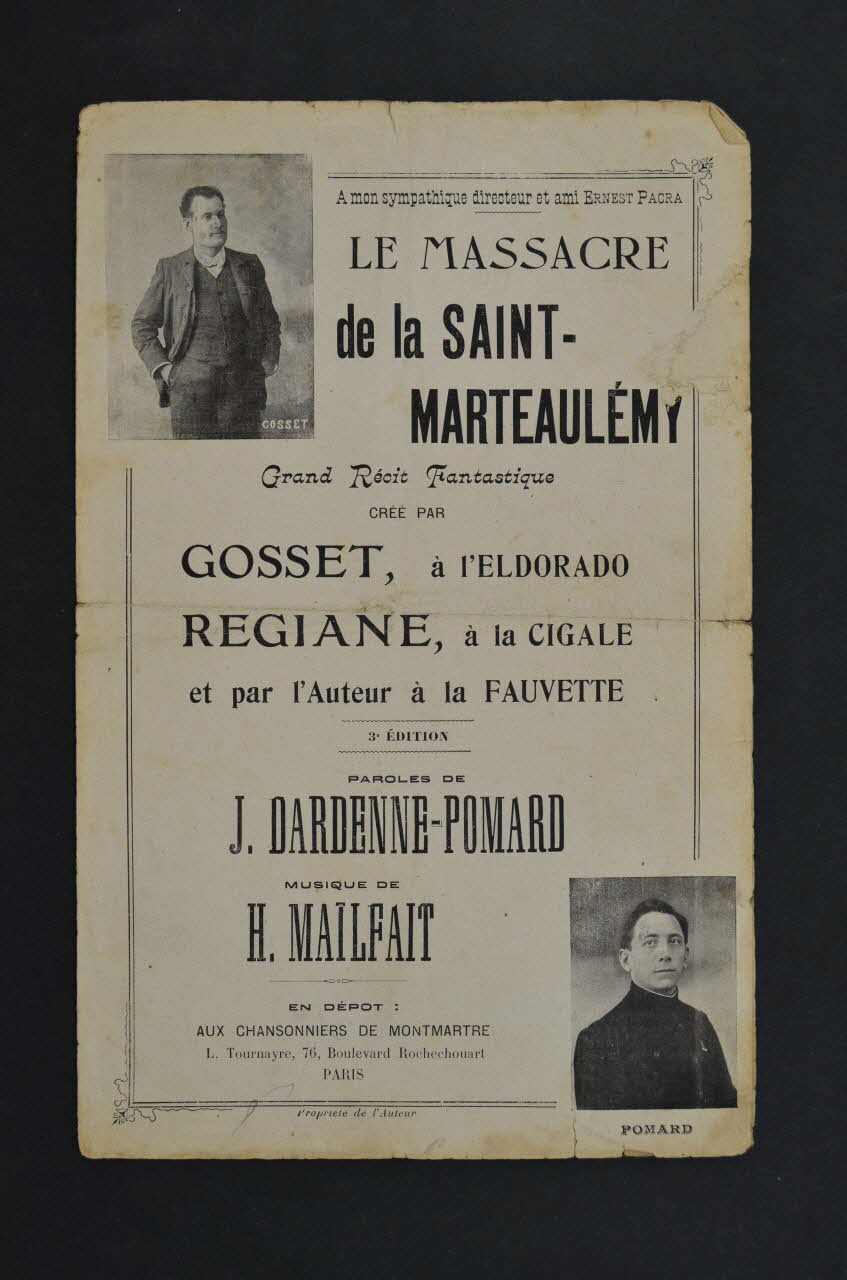 A mon sympathique directeur et ami ERNEST PACRA
LE MASSACRE
de la SAINT-
MARTEAULÉMY
GOSSET
Grand Récit Fantastique
CRÉÉ PAR
GOSSET, à l'ELDORADO
REGIANE, à la CIGALE
et par l'Auteur à la FAUVETTE
3e ÉDITION
PAROLES DE
J. DARDENNE-POMARD
MUSIQUE DE
H. MAÏLFAIT
EN DÉPOT :
AUX CHANSONNIERS DE MONTMARTRE
L. Tournayre, 76, Boulevard Rochechouart
PARIS
Propriété de l'Auteur
POMARD